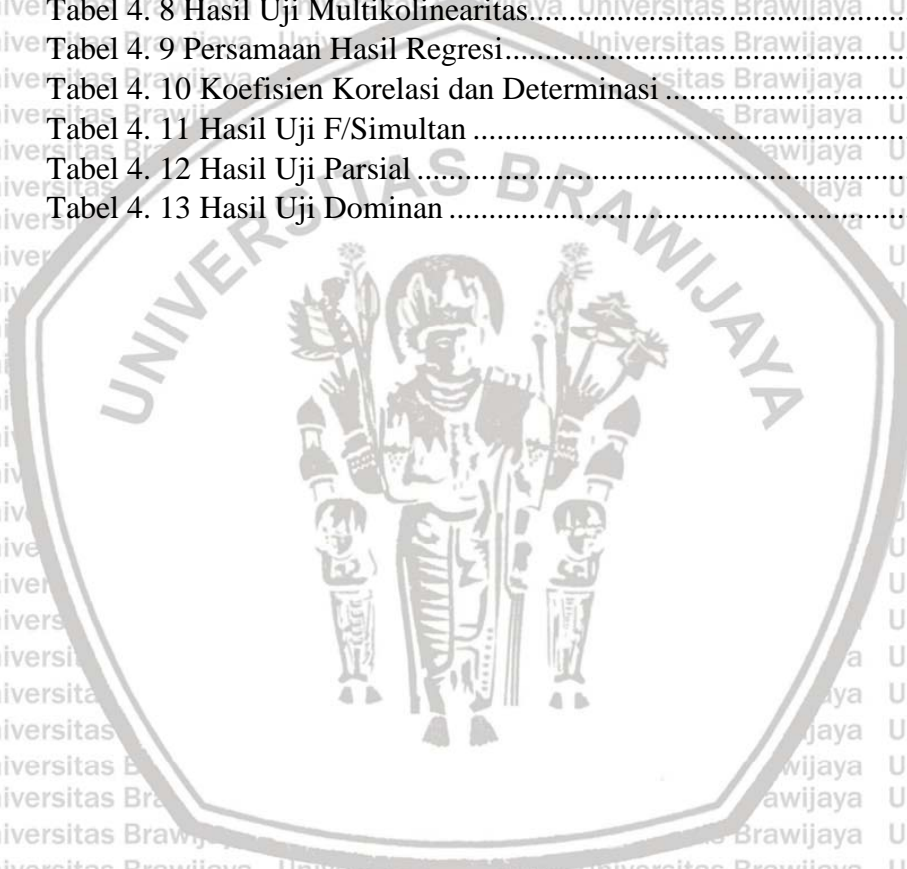 Tabel 4. 8 Hasil Uji Multikolinearitas
Tabel 4. 9 Persamaan Hasil Regresi
Tabel 4. 10 Koefisien Korelasi dan Determinasi
Tabel 4. 11 Hasil Uji F/Simultan
Tabel 4. 12 Hasil Uji Parsial
Tabel 4. 13 Hasil Uji Dominan
UNIVERSITAS BRAWIJAYA